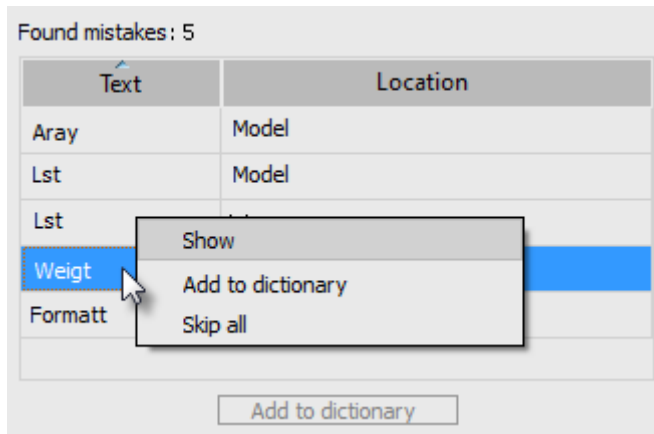 Found mistakes: 5
Text Location
Aray Model
Lst Model
Lst
Show
Weigt
Add to dictionary
Formatt
Skip all
Add to dictionary